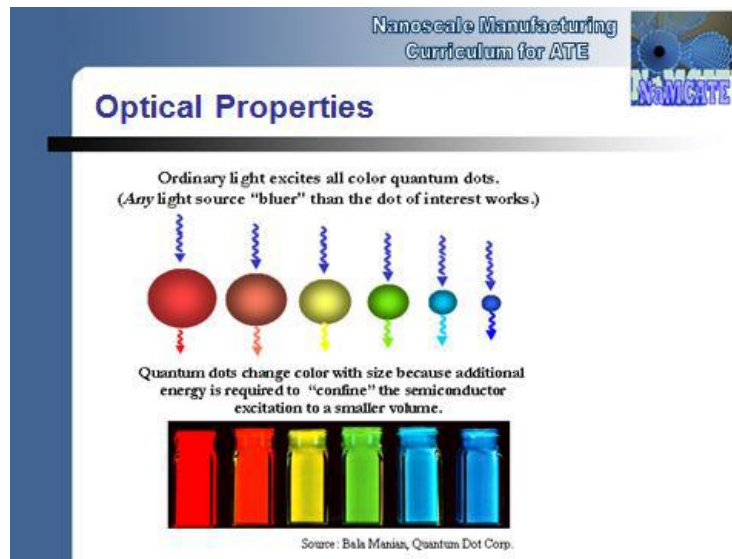 Nanoscale Manufacturing
Curriculum for ATE
NaMCATE
Optical Properties
Ordinary light excites all color quantum dots.
(Any light source “bluer” than the dot of interest works.)
Quantum dots change color with size because additional
energy is required to “confine” the semiconductor
excitation to a smaller volume.
Source: Bala Manian, Quantum Dot Corp.